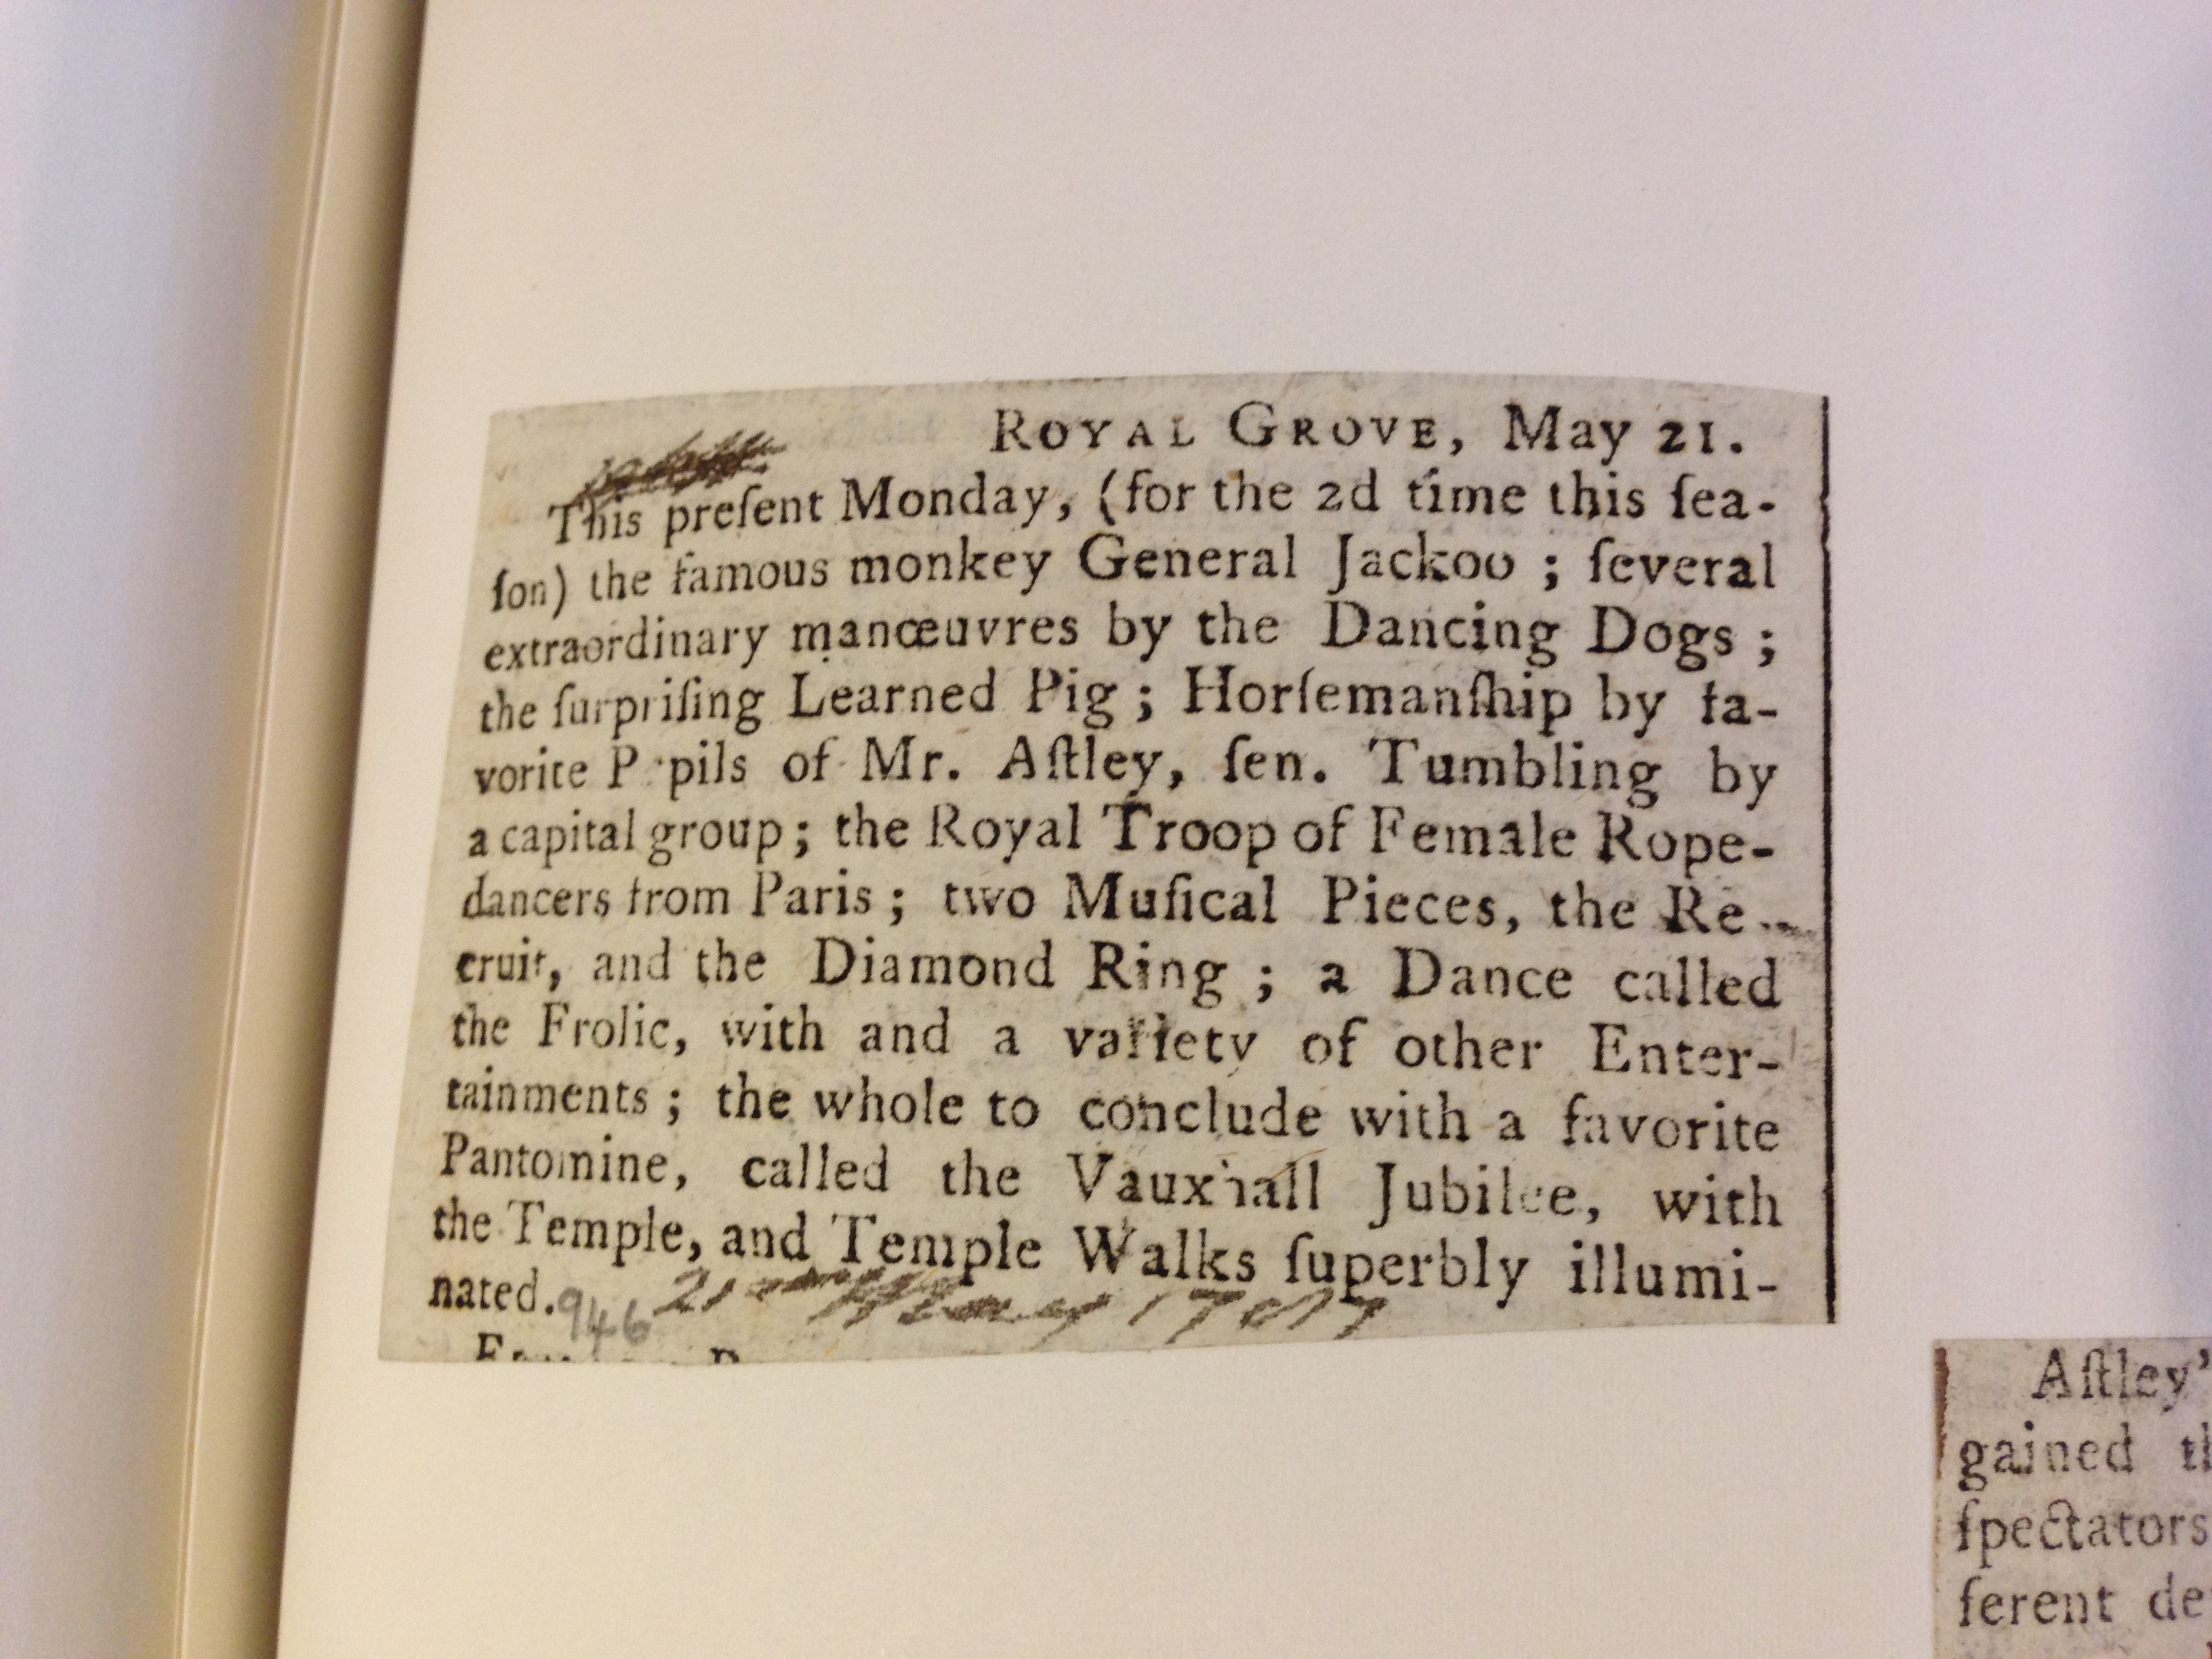 ROYAL GROVE, May 21.
This preſent Monday, (for the 2d time this ſea-
ſon) the famous monkey General Jackoo ; ſeveral
extraordinary manœuvres by the Dancing Dogs ;
the ſurpriſing Learned Pig ; Horſemanſhip by fa-
vorite P pils of Mr. Aſtley, ſen. Tumbling by
a capital group ; the Royal Troop of Female Rope-
dancers from Paris ; two Muſical Pieces, the Re-
cruit, and the Diamond Ring ; a Dance called
the Frolic, with and a variety of other Enter-
tainments ; the whole to conclude with a favorite
Pantomine, called the Vauxhall Jubilee, with
the Temple, and Temple Walks ſuperbly illumi-
nated. 946 21 May 1787
Aſtley'
gained
ſpectators
ferent de